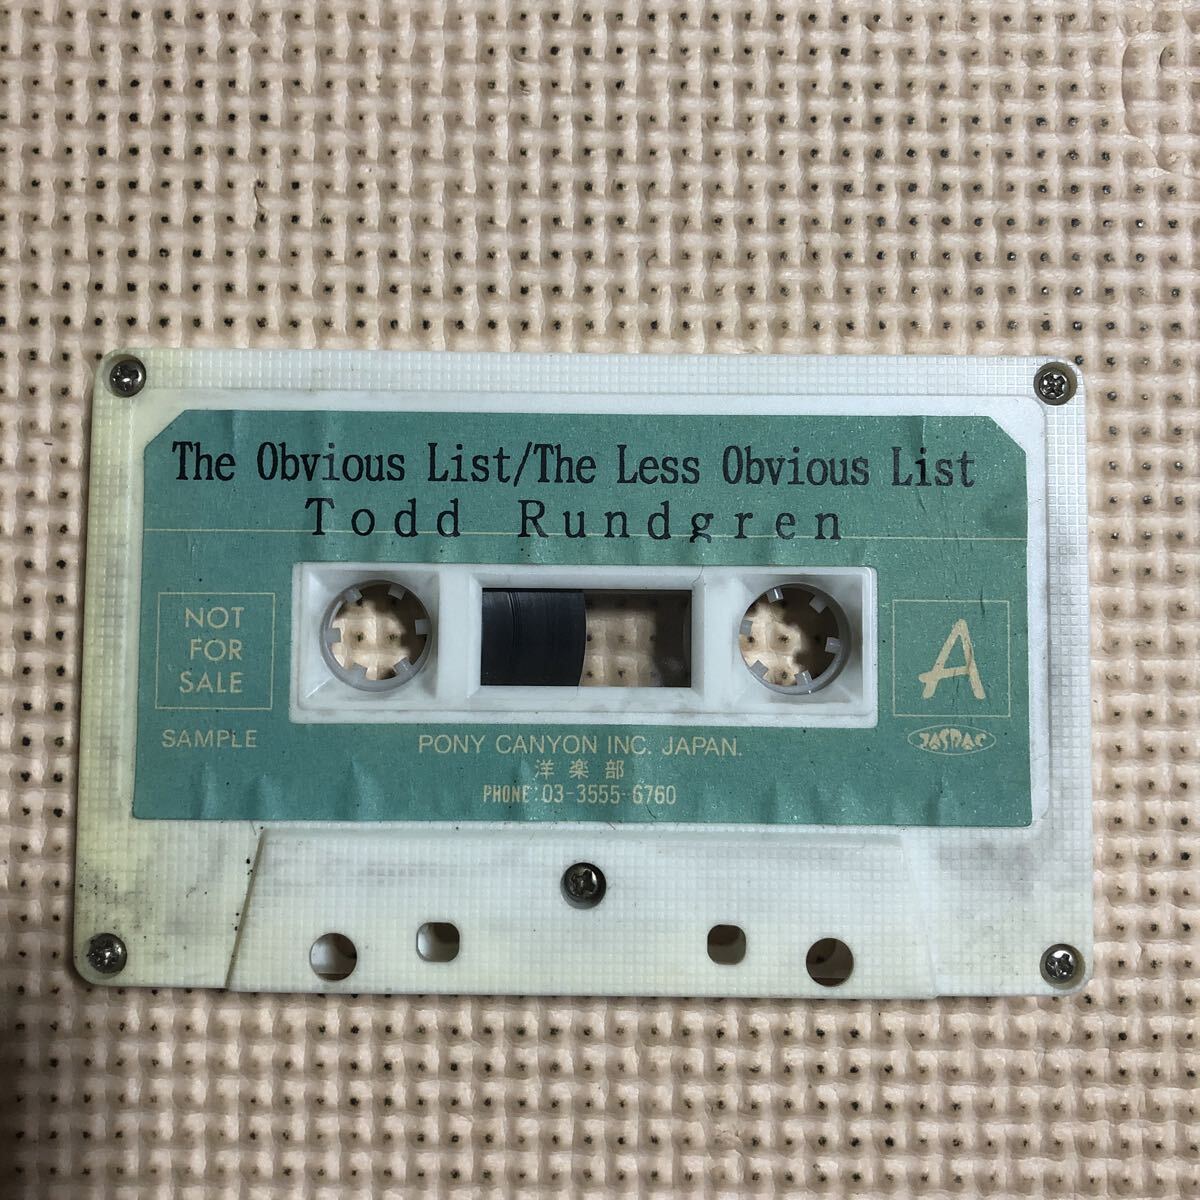 The Obvious List/The Less Obvious List
Todd Rundgren
NOT
FOR
SALE
SAMPLE
A
JASRAC
PONY CANYON INC. JAPAN.
洋楽部
PHONE:03-3555-6760